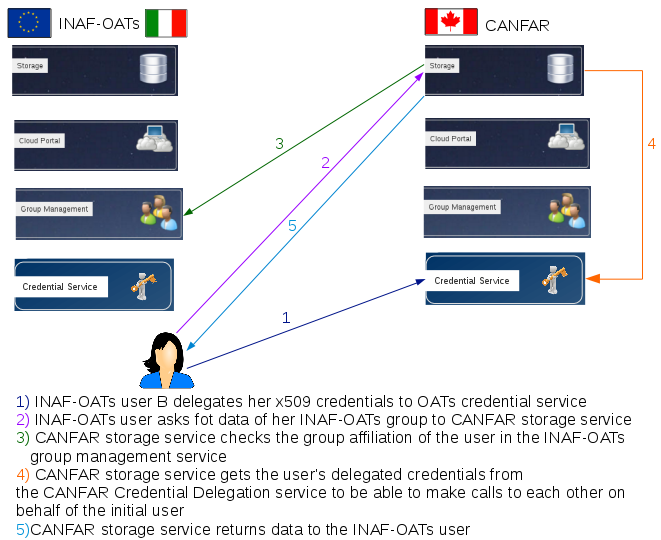 INAF-OATs
CANFAR
Storage
Storage
Cloud Portal
Cloud Portal
Group Management
Group Management
Credential Service
Credential Service
3
2
4
5
1
1) INAF-OATs user B delegates her x509 credentials to OATs credential service
2) INAF-OATs user asks fot data of her INAF-OATs group to CANFAR storage service
3) CANFAR storage service checks the group affiliation of the user in the INAF-OATs
group management service
4) CANFAR storage service gets the user's delegated credentials from
the CANFAR Credential Delegation service to be able to make calls to each other on
behalf of the initial user
5)CANFAR storage service returns data to the INAF-OATs user